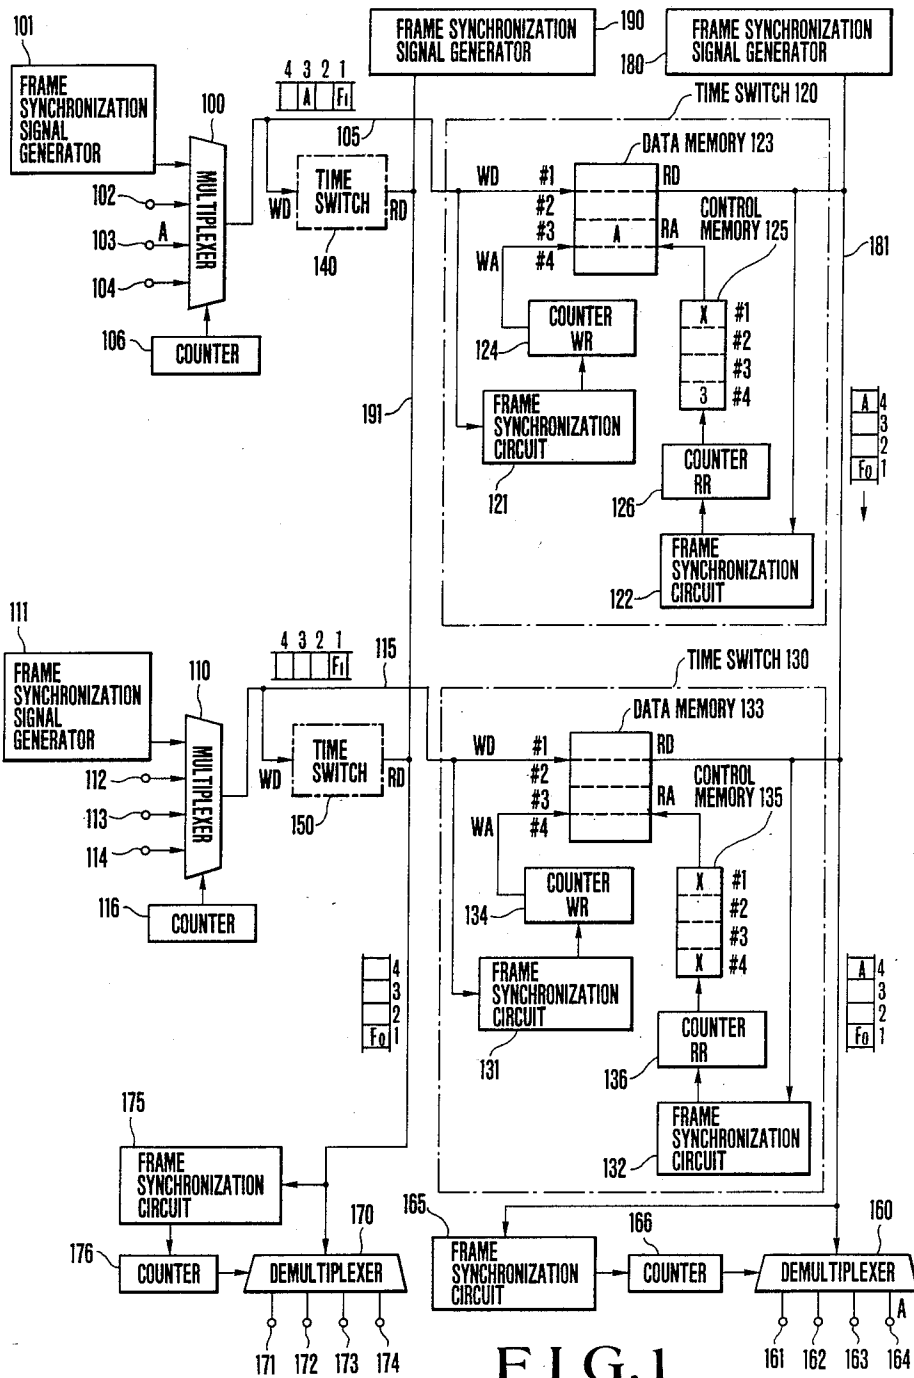 101
FRAME
SYNCHRONIZATION
SIGNAL
GENERATOR
100
MULTIPLEXER
102
103
A
104
106
COUNTER
4 3 2 1
A
F1
105
WD
TIME
SWITCH
RD
140
FRAME SYNCHRONIZATION
SIGNAL GENERATOR
190
FRAME SYNCHRONIZATION
SIGNAL GENERATOR
180
TIME SWITCH 120
DATA MEMORY 123
WD
#1
#2
#3
#4
A
RD
RA
WA
CONTROL
MEMORY 125
181
COUNTER
WR
124
X
3
#1
#2
#3
#4
191
FRAME
SYNCHRONIZATION
CIRCUIT
121
COUNTER
RR
126
FRAME
SYNCHRONIZATION
CIRCUIT
122
A 4
3
2
F0 1
111
FRAME
SYNCHRONIZATION
SIGNAL
GENERATOR
110
MULTIPLEXER
112
113
114
116
COUNTER
4 3 2 1
F1
115
WD
TIME
SWITCH
RD
150
TIME SWITCH 130
DATA MEMORY 133
WD
#1
#2
#3
#4
RD
RA
WA
CONTROL
MEMORY 135
COUNTER
WR
134
X
X
#1
#2
#3
#4
FRAME
SYNCHRONIZATION
CIRCUIT
131
COUNTER
RR
136
FRAME
SYNCHRONIZATION
CIRCUIT
132
4
3
2
F0 1
A 4
3
2
F0 1
175
FRAME
SYNCHRONIZATION
CIRCUIT
176
COUNTER
170
DEMULTIPLEXER
171 172 173 174
165
FRAME
SYNCHRONIZATION
CIRCUIT
166
COUNTER
160
DEMULTIPLEXER
A
161 162 163 164
FIG.1